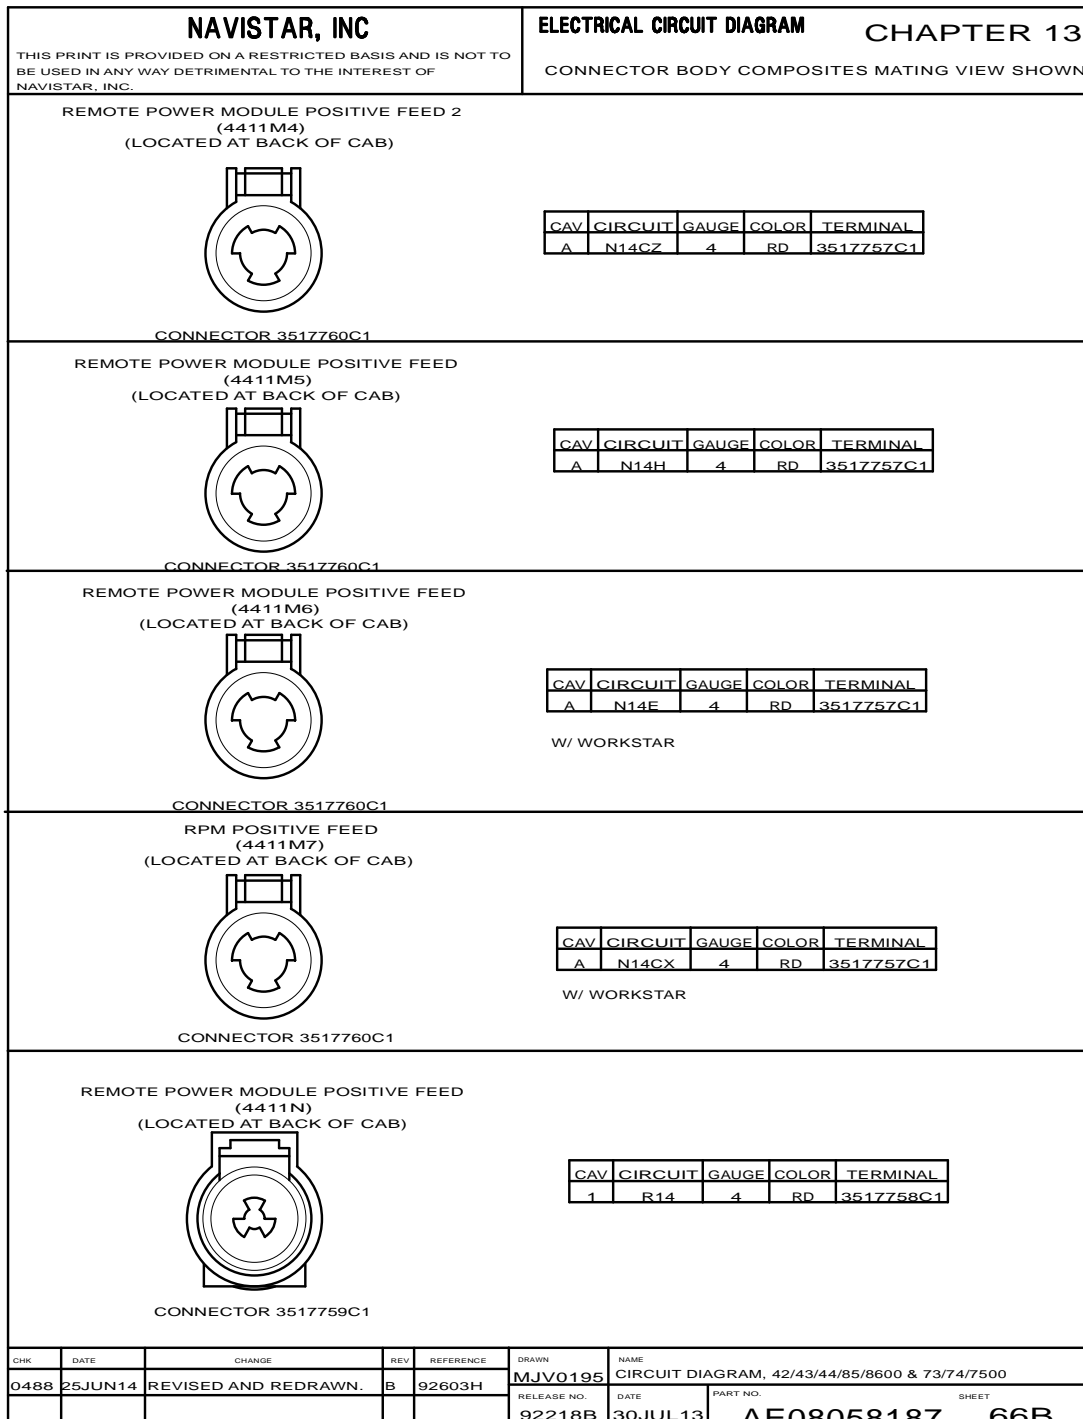 NAVISTAR, INC
THIS PRINT IS PROVIDED ON A RESTRICTED BASIS AND IS NOT TO
BE USED IN ANY WAY DETRIMENTAL TO THE INTEREST OF
NAVISTAR, INC.
ELECTRICAL CIRCUIT DIAGRAM CHAPTER 13
CONNECTOR BODY COMPOSITES MATING VIEW SHOWN
REMOTE POWER MODULE POSITIVE FEED 2
(4411M4)
(LOCATED AT BACK OF CAB)
CAV CIRCUIT GAUGE COLOR TERMINAL
A N14CZ 4 RD 3517757C1
CONNECTOR 3517760C1
REMOTE POWER MODULE POSITIVE FEED
(4411M5)
(LOCATED AT BACK OF CAB)
CAV CIRCUIT GAUGE COLOR TERMINAL
A N14H 4 RD 3517757C1
CONNECTOR 3517760C1
REMOTE POWER MODULE POSITIVE FEED
(4411M6)
(LOCATED AT BACK OF CAB)
CAV CIRCUIT GAUGE COLOR TERMINAL
A N14E 4 RD 3517757C1
W/ WORKSTAR
CONNECTOR 3517760C1
RPM POSITIVE FEED
(4411M7)
(LOCATED AT BACK OF CAB)
CAV CIRCUIT GAUGE COLOR TERMINAL
A N14CX 4 RD 3517757C1
W/ WORKSTAR
CONNECTOR 3517760C1
REMOTE POWER MODULE POSITIVE FEED
(4411N)
(LOCATED AT BACK OF CAB)
CAV CIRCUIT GAUGE COLOR TERMINAL
1 R14 4 RD 3517758C1
CONNECTOR 3517759C1
CHK DATE CHANGE REV REFERENCE
0488 25JUN14 REVISED AND REDRAWN. B 92603H
DRAWN NAME
MJV0195 CIRCUIT DIAGRAM, 42/43/44/85/8600 & 73/74/7500
RELEASE NO. DATE PART NO. SHEET
92218B 30JUL13 AE08058187 66B